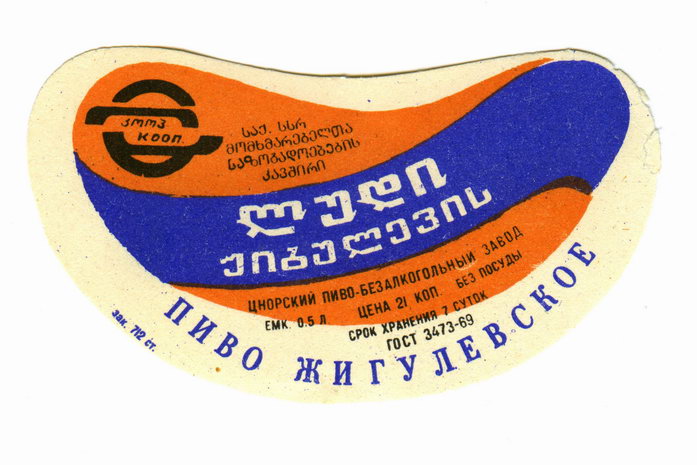 კოოპ
КООП.
საქ. სსრ
მომხმარებელთა
საზოგადოებების
კავშირი
ლუდი
ჟიგულევის
ЦНОРСКИЙ ПИВО-БЕЗАЛКОГОЛЬНЫЙ ЗАВОД
ЕМК. 0.5 Л ЦЕНА 21 КОП. БЕЗ ПОСУДЫ
СРОК ХРАНЕНИЯ 7 СУТОК
ГОСТ 3473-69
ПИВО ЖИГУЛЕВСКОЕ
зак. 712 ст.